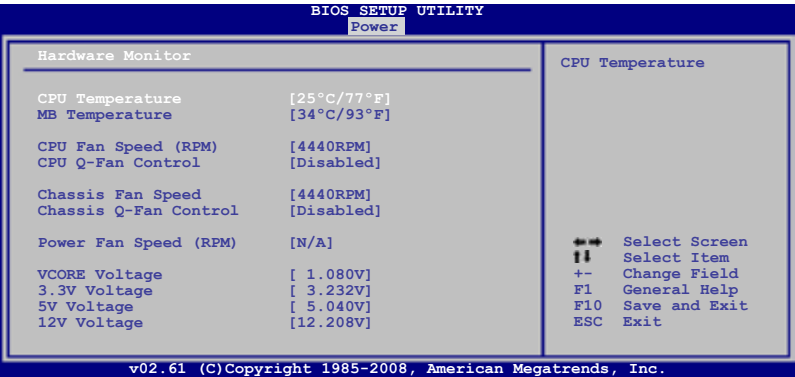 BIOS SETUP UTILITY
Power
Hardware Monitor
CPU Temperature [25°C/77°F]
MB Temperature [34°C/93°F]
CPU Fan Speed (RPM) [4440RPM]
CPU Q-Fan Control [Disabled]
Chassis Fan Speed [4440RPM]
Chassis Q-Fan Control [Disabled]
Power Fan Speed (RPM) [N/A]
VCORE Voltage [ 1.080V]
3.3V Voltage [ 3.232V]
5V Voltage [ 5.040V]
12V Voltage [12.208V]
CPU Temperature
←→ Select Screen
↑↓ Select Item
+- Change Field
F1 General Help
F10 Save and Exit
ESC Exit
v02.61 (C)Copyright 1985-2008, American Megatrends, Inc.